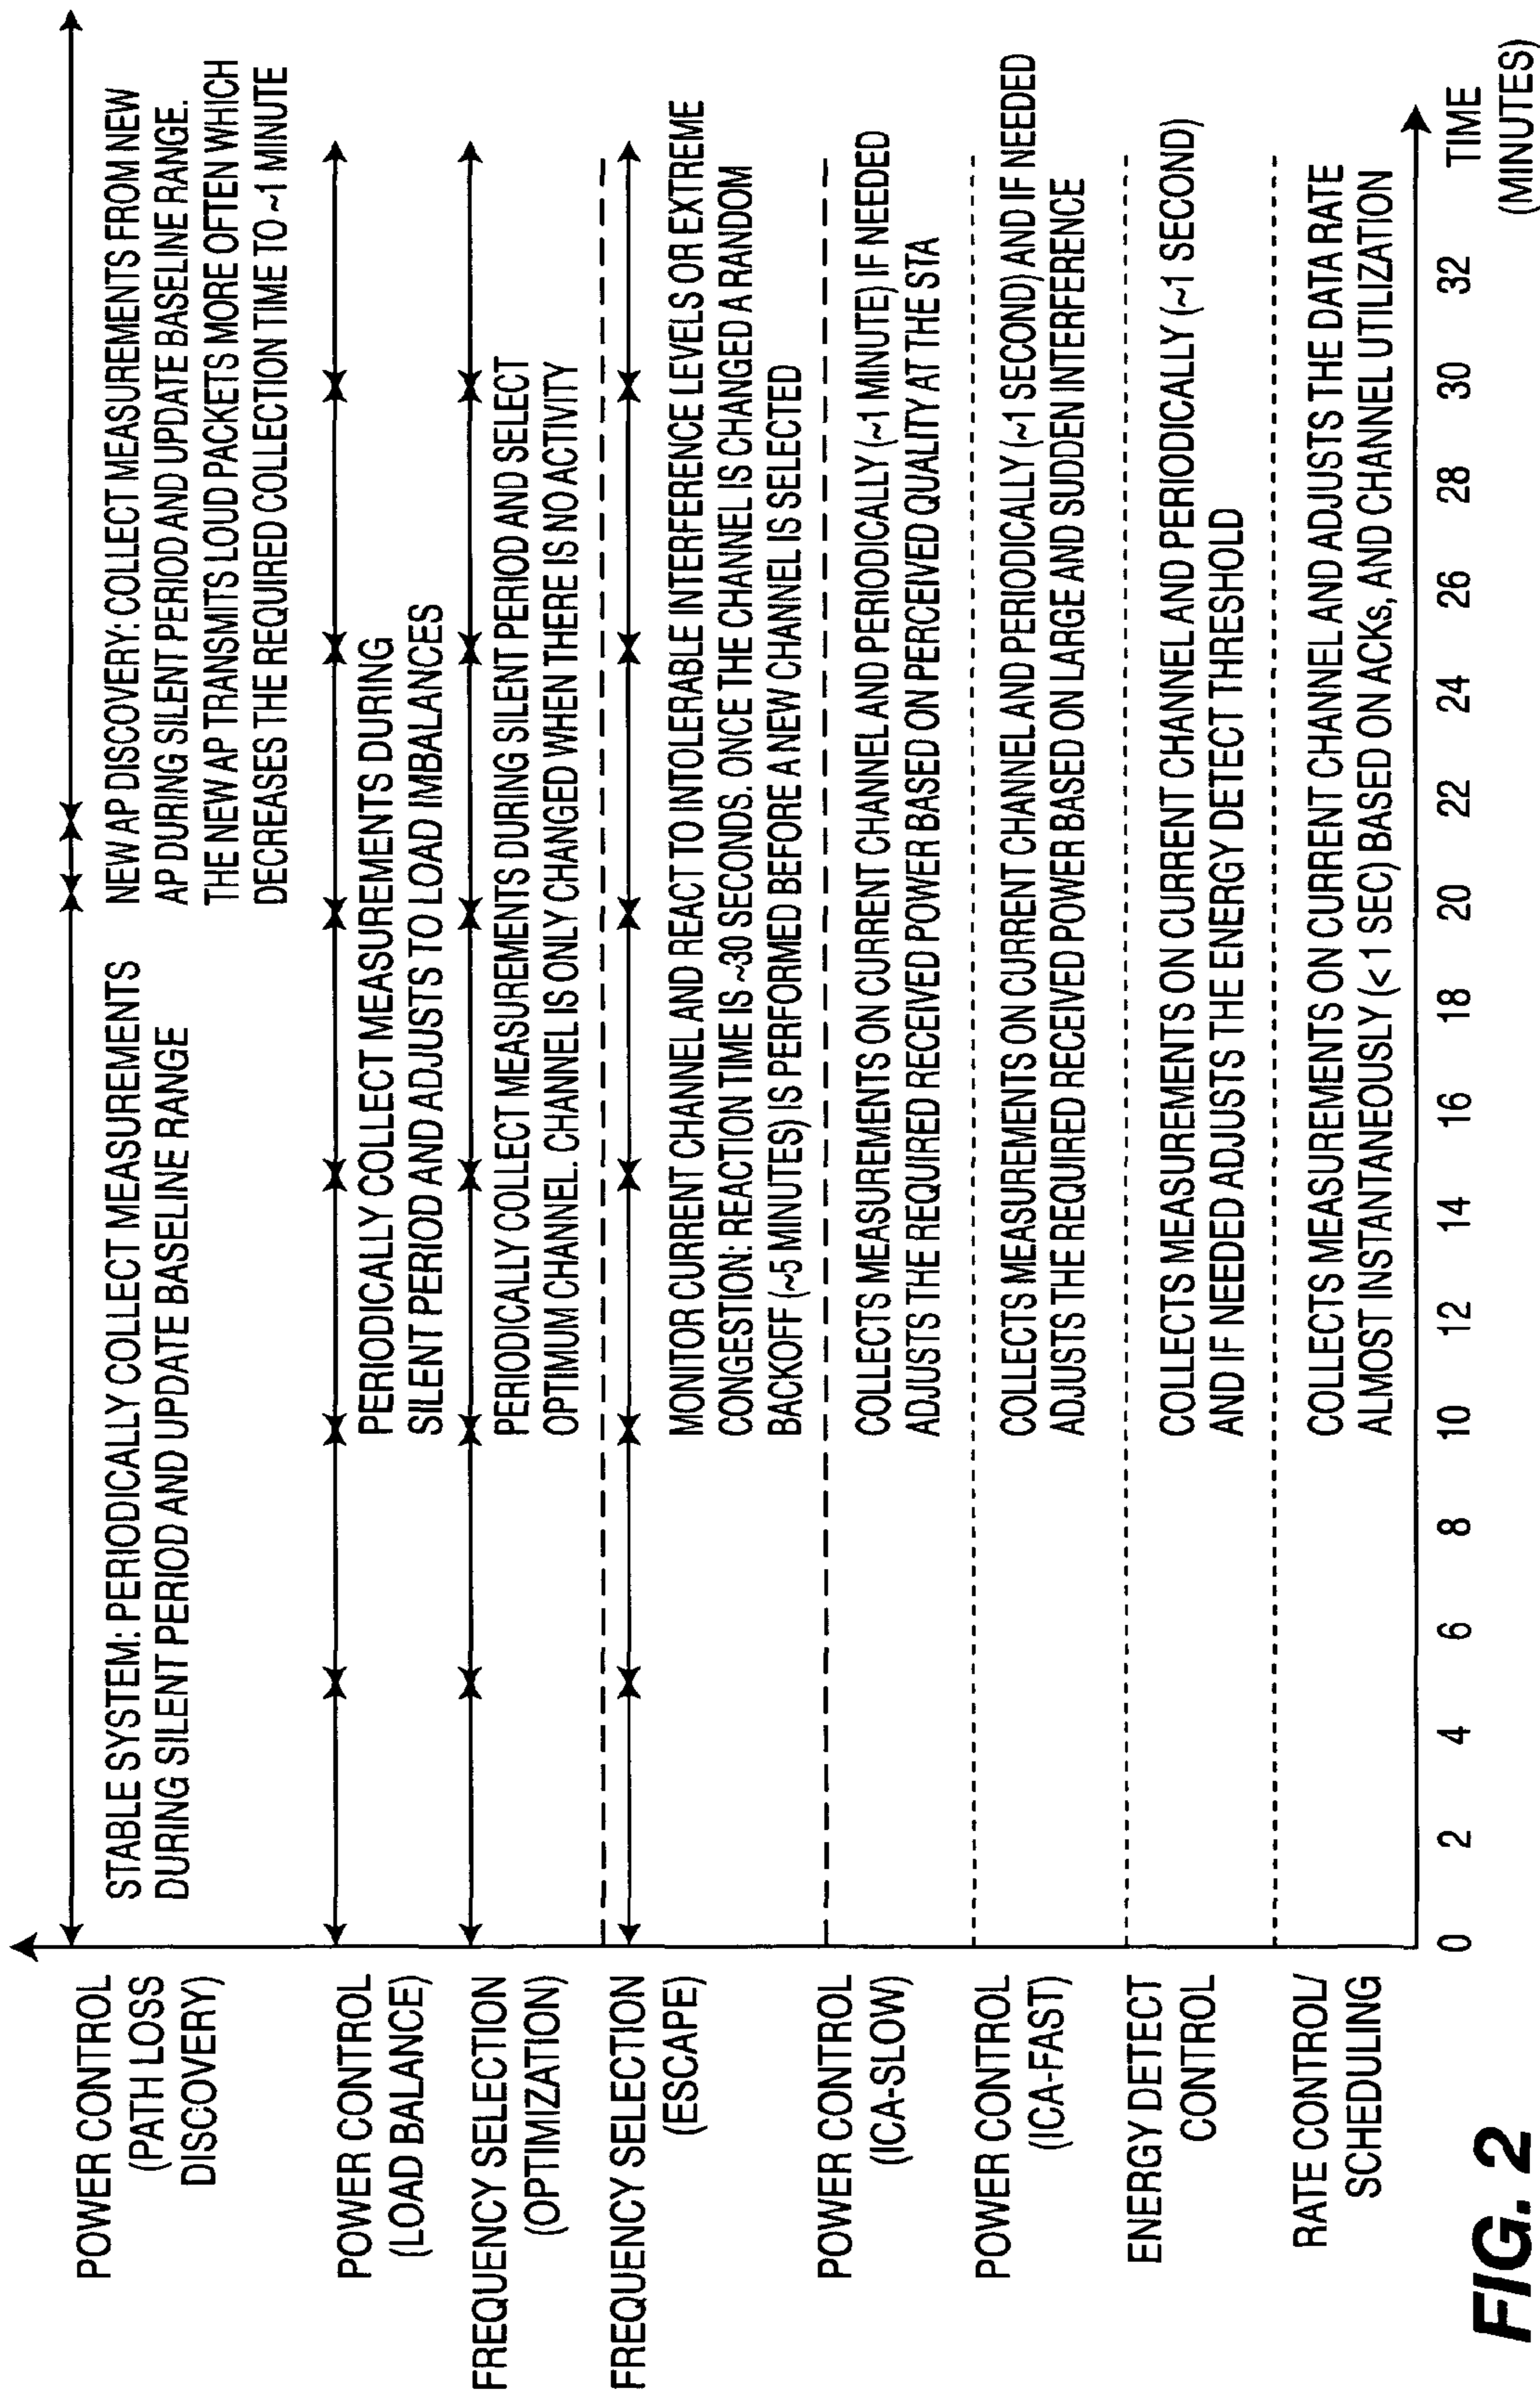 POWER CONTROL
(PATH LOSS
DISCOVERY)
STABLE SYSTEM: PERIODICALLY COLLECT MEASUREMENTS
DURING SILENT PERIOD AND UPDATE BASELINE RANGE
NEW AP DISCOVERY: COLLECT MEASUREMENTS FROM NEW
AP DURING SILENT PERIOD AND UPDATE BASELINE RANGE.
THE NEW AP TRANSMITS LOUD PACKETS MORE OFTEN WHICH
DECREASES THE REQUIRED COLLECTION TIME TO ~1 MINUTE
POWER CONTROL
(LOAD BALANCE)
PERIODICALLY COLLECT MEASUREMENTS DURING
SILENT PERIOD AND ADJUSTS TO LOAD IMBALANCES
FREQUENCY SELECTION
(OPTIMIZATION)
PERIODICALLY COLLECT MEASUREMENTS DURING SILENT PERIOD AND SELECT
OPTIMUM CHANNEL. CHANNEL IS ONLY CHANGED WHEN THERE IS NO ACTIVITY
FREQUENCY SELECTION
(ESCAPE)
MONITOR CURRENT CHANNEL AND REACT TO INTOLERABLE INTERFERENCE LEVELS OR EXTREME
CONGESTION: REACTION TIME IS ~30 SECONDS. ONCE THE CHANNEL IS CHANGED A RANDOM
BACKOFF (~5 MINUTES) IS PERFORMED BEFORE A NEW CHANNEL IS SELECTED
POWER CONTROL
(ICA-SLOW)
COLLECTS MEASUREMENTS ON CURRENT CHANNEL AND PERIODICALLY (~1 MINUTE) IF NEEDED
ADJUSTS THE REQUIRED RECEIVED POWER BASED ON PERCEIVED QUALITY AT THE STA
POWER CONTROL
(ICA-FAST)
COLLECTS MEASUREMENTS ON CURRENT CHANNEL AND PERIODICALLY (~1 SECOND) AND IF NEEDED
ADJUSTS THE REQUIRED RECEIVED POWER BASED ON LARGE AND SUDDEN INTERFERENCE
ENERGY DETECT
CONTROL
COLLECTS MEASUREMENTS ON CURRENT CHANNEL AND PERIODICALLY (~1 SECOND)
AND IF NEEDED ADJUSTS THE ENERGY DETECT THRESHOLD
RATE CONTROL/
SCHEDULING
COLLECTS MEASUREMENTS ON CURRENT CHANNEL AND ADJUSTS THE DATA RATE
ALMOST INSTANTANEOUSLY (< 1 SEC) BASED ON ACKs, AND CHANNEL UTILIZATION
0 2 4 6 8 10 12 14 16 18 20 22 24 26 28 30 32 TIME
(MINUTES)
FIG. 2